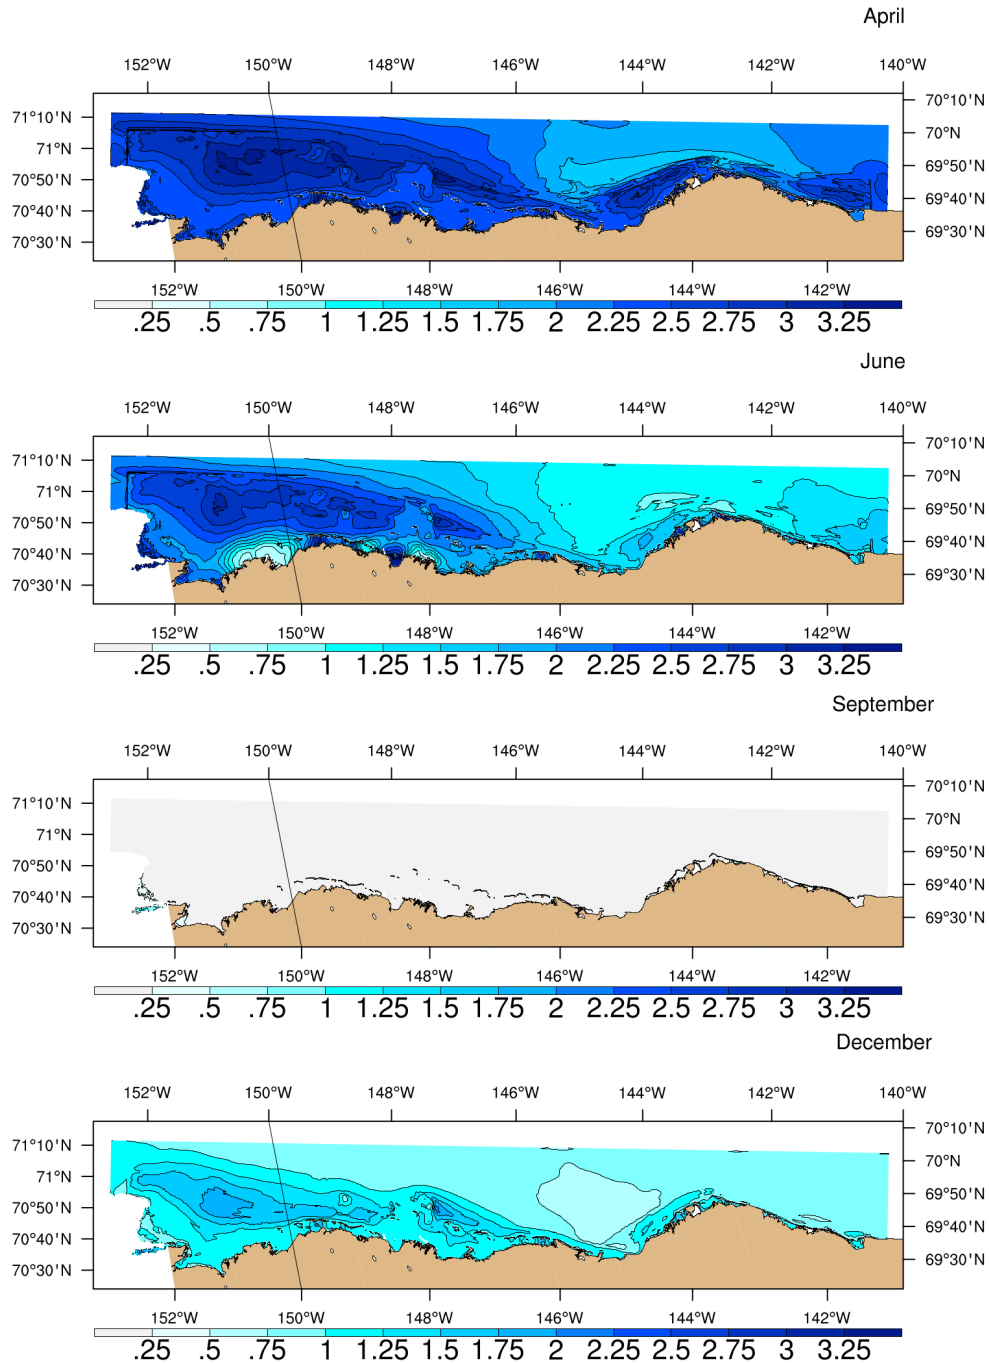 April
152°W 150°W 148°W 146°W 144°W 142°W 140°W
71°10'N 70°10'N
71°N 70°N
70°50'N 69°50'N
70°40'N 69°40'N
70°30'N 69°30'N
152°W 150°W 148°W 146°W 144°W 142°W
.25 .5 .75 1 1.25 1.5 1.75 2 2.25 2.5 2.75 3 3.25
June
152°W 150°W 148°W 146°W 144°W 142°W 140°W
71°10'N 70°10'N
71°N 70°N
70°50'N 69°50'N
70°40'N 69°40'N
70°30'N 69°30'N
152°W 150°W 148°W 146°W 144°W 142°W
.25 .5 .75 1 1.25 1.5 1.75 2 2.25 2.5 2.75 3 3.25
September
152°W 150°W 148°W 146°W 144°W 142°W 140°W
71°10'N 70°10'N
71°N 70°N
70°50'N 69°50'N
70°40'N 69°40'N
70°30'N 69°30'N
152°W 150°W 148°W 146°W 144°W 142°W
.25 .5 .75 1 1.25 1.5 1.75 2 2.25 2.5 2.75 3 3.25
December
152°W 150°W 148°W 146°W 144°W 142°W 140°W
71°10'N 70°10'N
71°N 70°N
70°50'N 69°50'N
70°40'N 69°40'N
70°30'N 69°30'N
152°W 150°W 148°W 146°W 144°W 142°W
.25 .5 .75 1 1.25 1.5 1.75 2 2.25 2.5 2.75 3 3.25